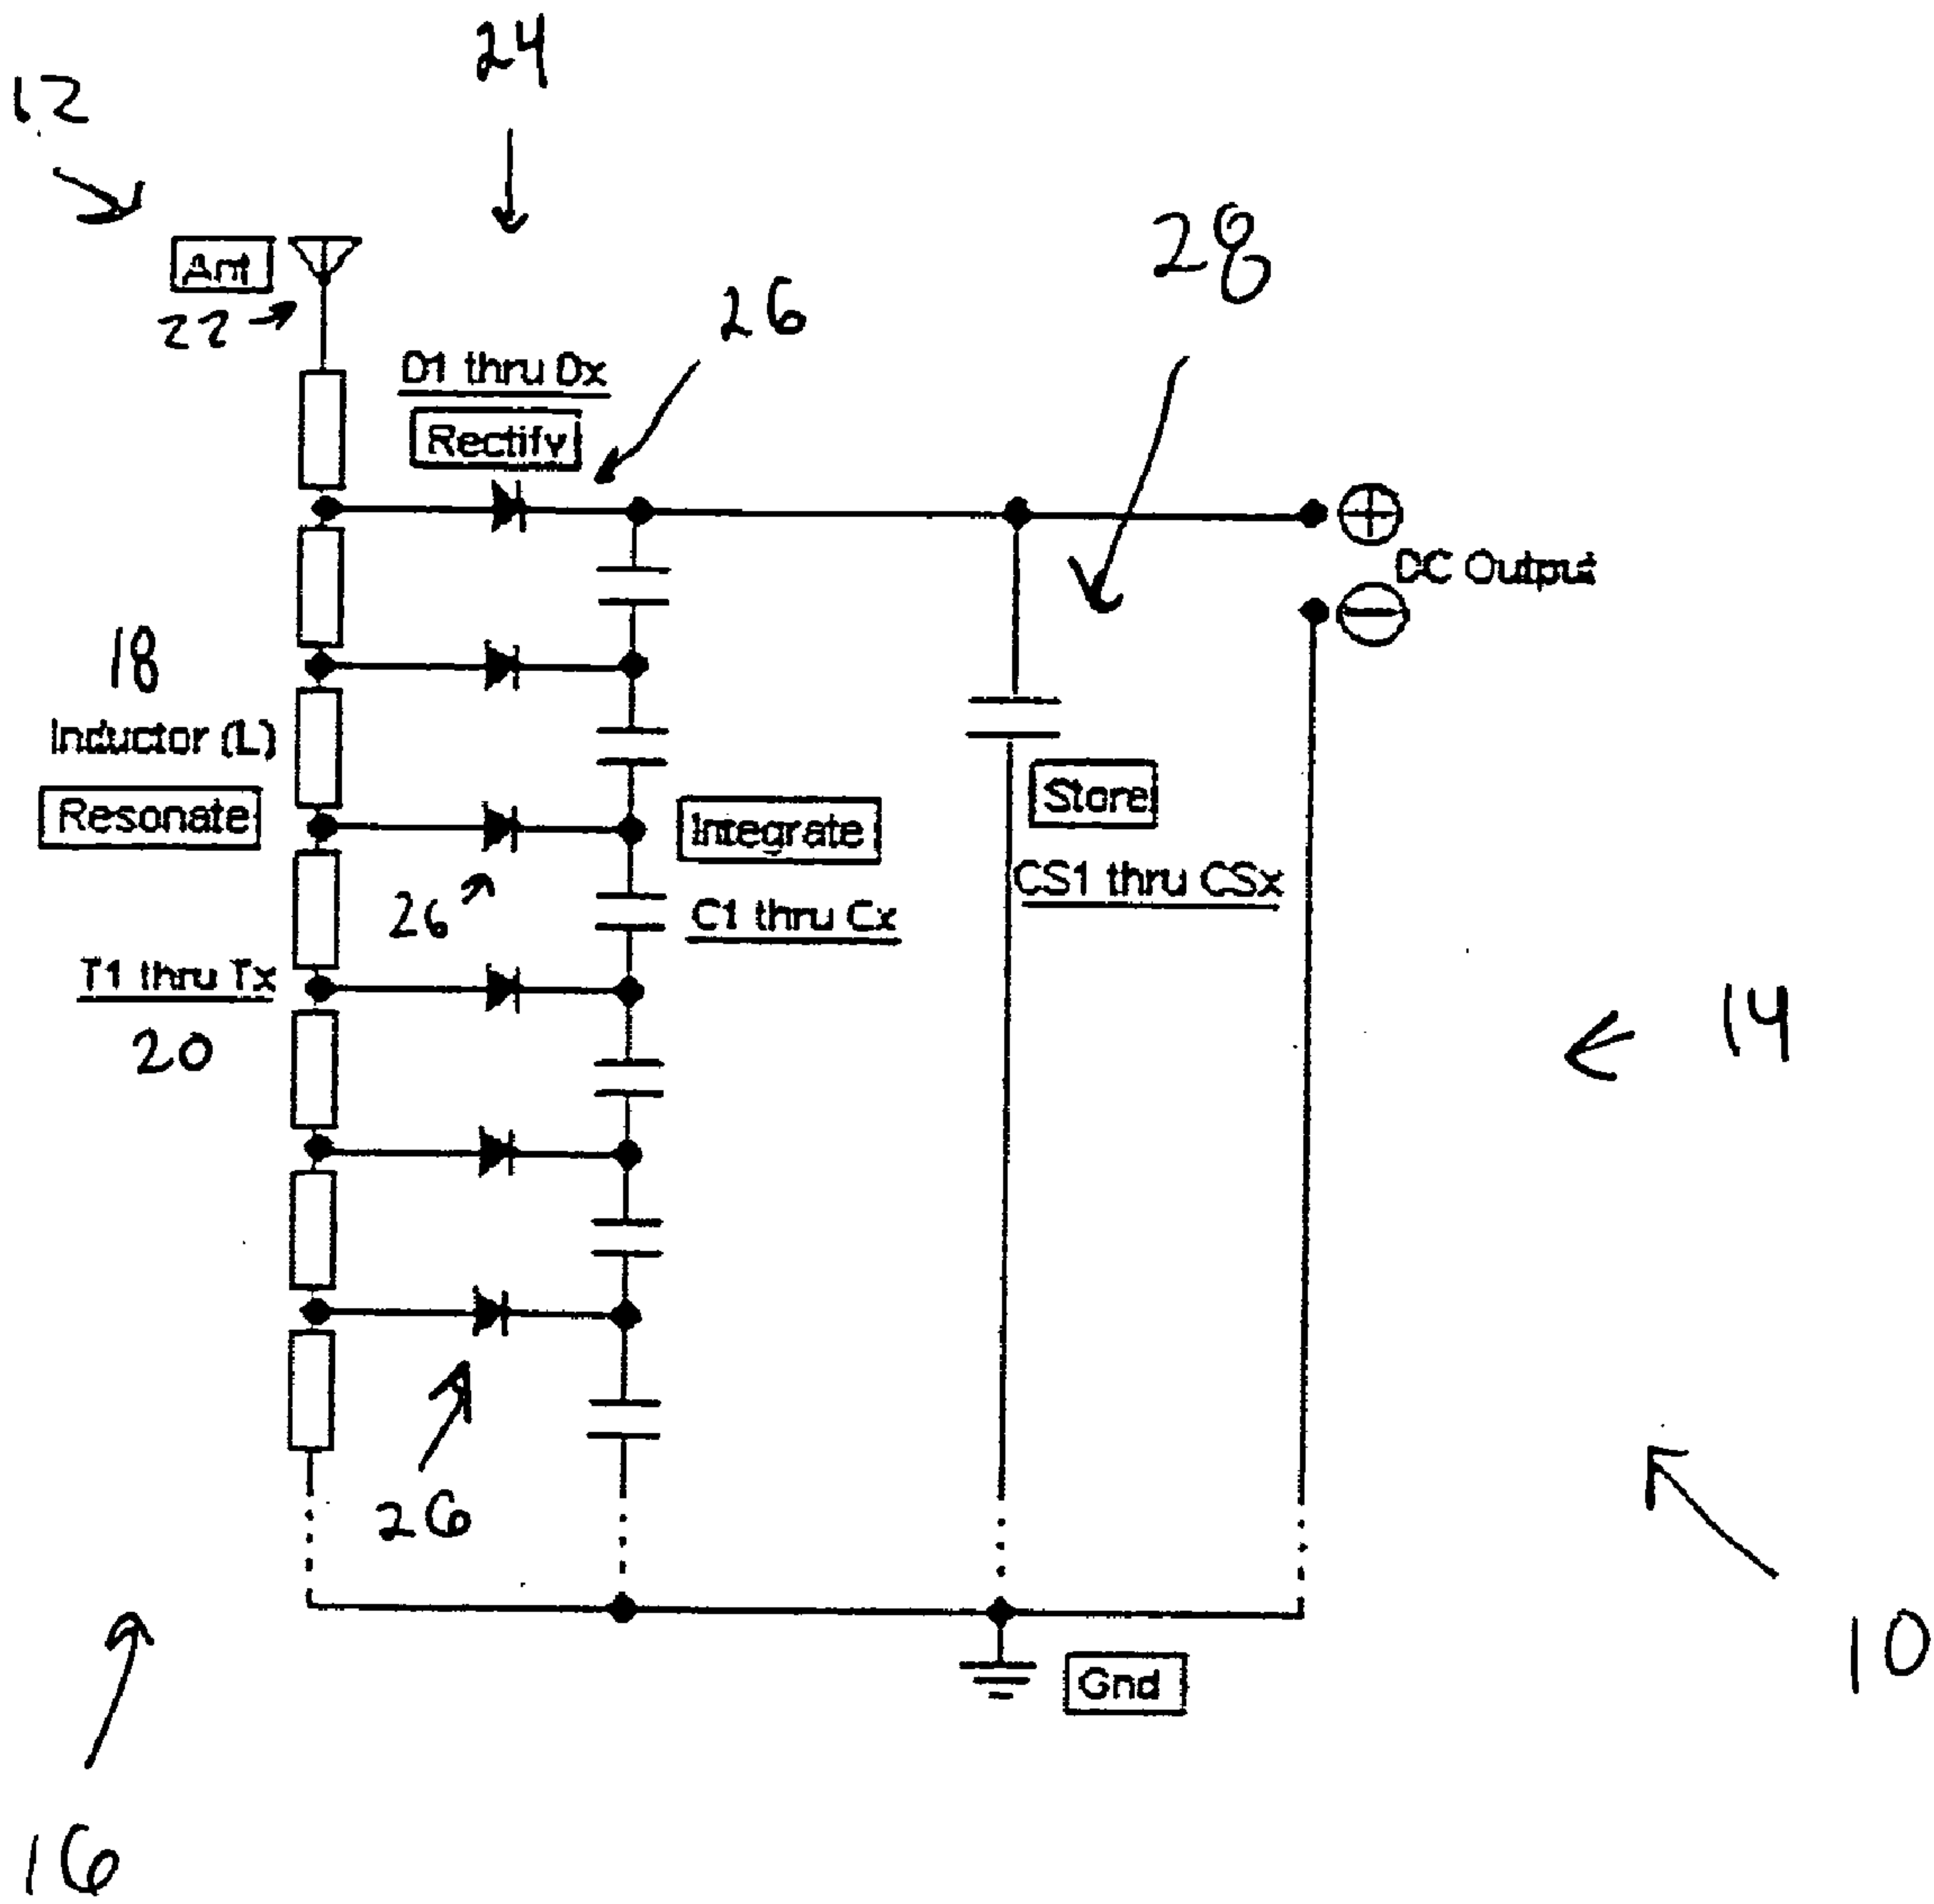 24
12
28
Ant
22
26
D1 thru Dx
Rectify
+
DC Output
−
18
Inductor (L)
Resonate
Store
Integrate
CS1 thru CSx
26
C1 thru Cx
T1 thru Tx
20
14
26
10
Gnd
16